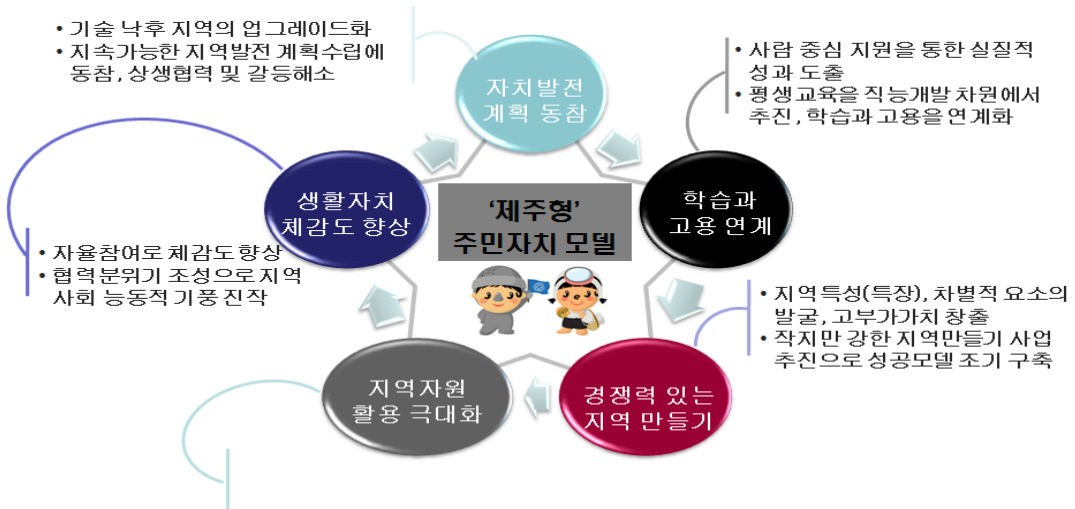 • 기술 낙후 지역의 업그레이드화
• 지속가능한 지역발전 계획수립에
동참, 상생협력 및 갈등해소
자치발전
계획 동참
• 사람 중심 지원을 통한 실질적
성과 도출
• 평생교육을 직능개발 차원에서
추진, 학습과고용을 연계화
생활자치
체감도 향상
‘제주형’
주민자치 모델
학습과
고용 연계
• 자율참여로 체감도향상
• 협력분위기 조성으로 지역
사회 능동적 기풍 진작
• 지역특성(특장), 차별적 요소의
발굴, 고부가가치 창출
• 작지만 강한 지역만들기 사업
추진으로 성공모델 조기 구축
지역자원
활용 극대화
경쟁력 있는
지역 만들기